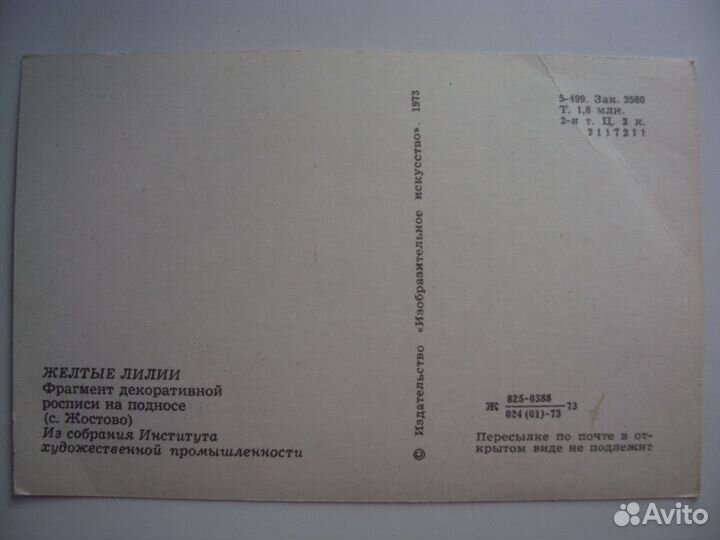 ЖЕЛТЫЕ ЛИЛИИ
Фрагмент декоративной
росписи на подносе
(с. Жостово)
Из собрания Института
художественной промышленности
© Издательство «Изобразительное искусство». 1973
5-499. Зак. 2580
Т. 1,8 млн.
2-я т. Ц. 3 к.
2117211
Ж 825-0388
024 (01)-73
73
Пересылке по почте в от-
крытом виде не подлежит
Avito